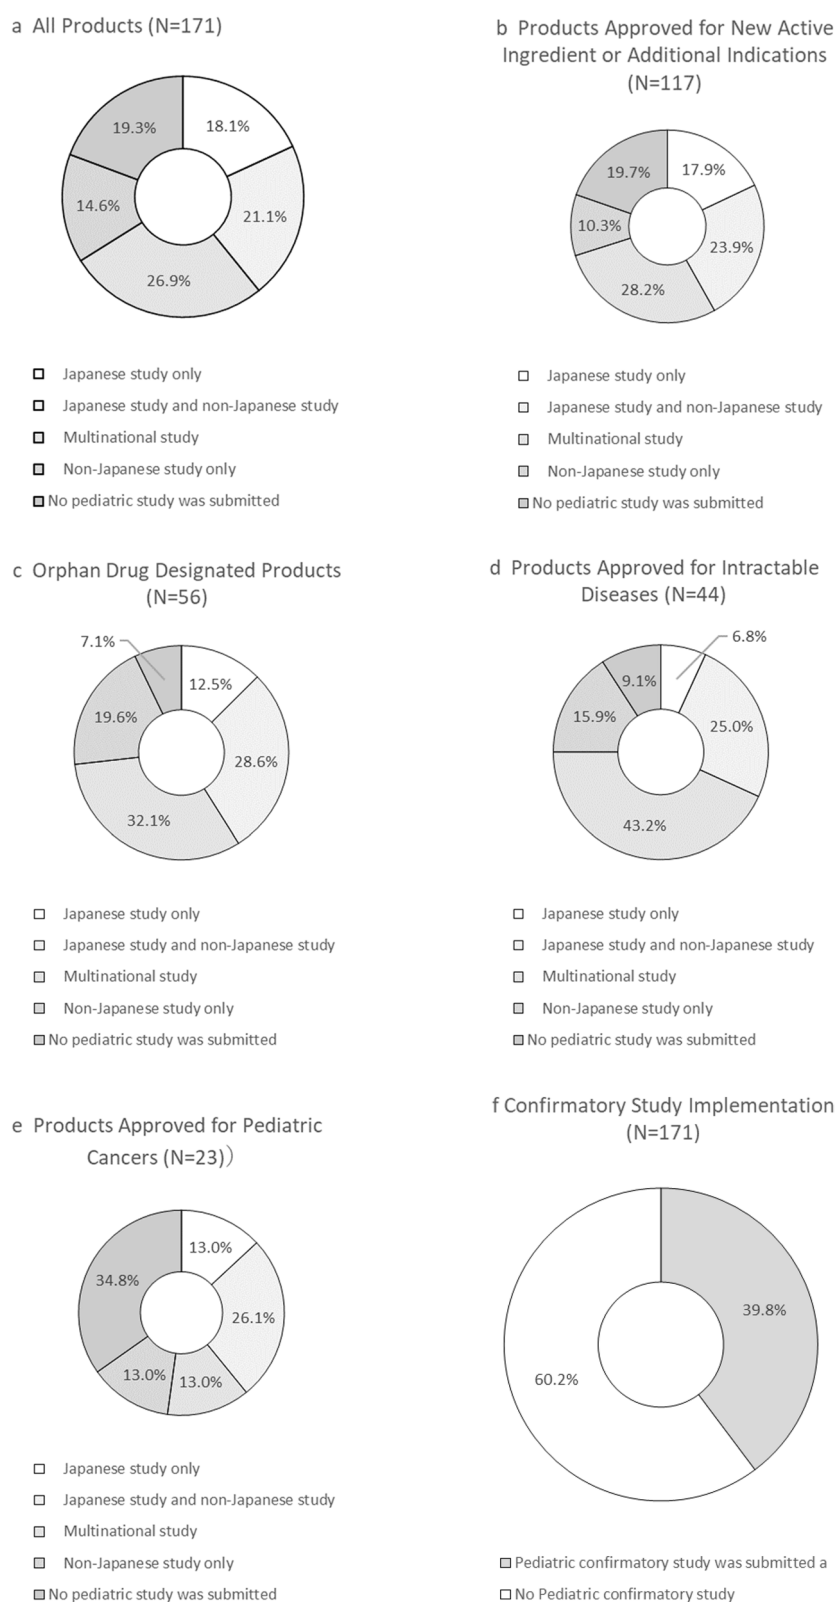 a  All Products (N=171)
18.1%
21.1%
26.9%
14.6%
19.3%
Japanese study only
Japanese study and non-Japanese study
Multinational study
Non-Japanese study only
No pediatric study was submitted
b  Products Approved for New Active
Ingredient or Additional Indications
(N=117)
17.9%
23.9%
28.2%
10.3%
19.7%
Japanese study only
Japanese study and non-Japanese study
Multinational study
Non-Japanese study only
No pediatric study was submitted
c  Orphan Drug Designated Products
(N=56)
12.5%
28.6%
32.1%
19.6%
7.1%
Japanese study only
Japanese study and non-Japanese study
Multinational study
Non-Japanese study only
No pediatric study was submitted
d  Products Approved for Intractable
Diseases (N=44)
6.8%
25.0%
43.2%
15.9%
9.1%
Japanese study only
Japanese study and non-Japanese study
Multinational study
Non-Japanese study only
No pediatric study was submitted
e  Products Approved for Pediatric
Cancers (N=23)）
13.0%
26.1%
13.0%
13.0%
34.8%
Japanese study only
Japanese study and non-Japanese study
Multinational study
Non-Japanese study only
No pediatric study was submitted
f Confirmatory Study Implementation
(N=171)
39.8%
60.2%
Pediatric confirmatory study was submitted a
No Pediatric confirmatory study